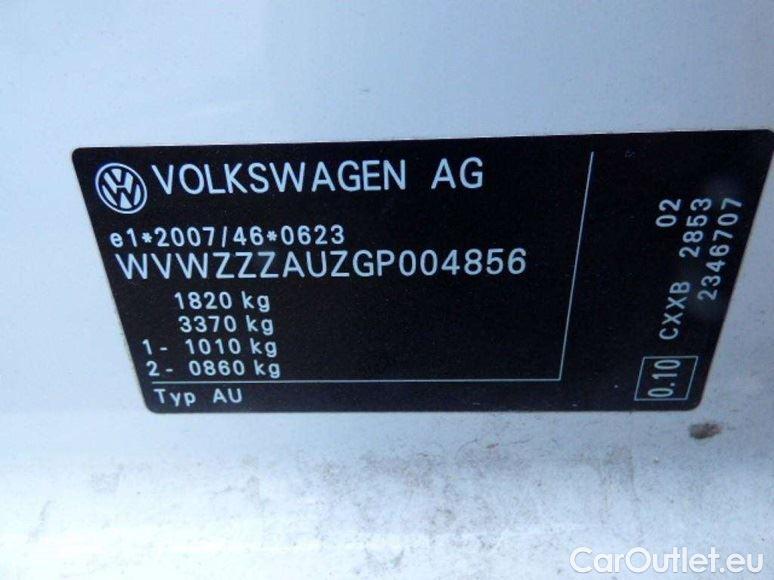 VOLKSWAGEN AG
e1*2007/46*0623
WVWZZZAUZGP004856
1820 kg
3370 kg
1- 1010 kg
2- 0860 kg
Typ AU
02
CXXB 2853
0.10 2346707
CarOutlet.eu